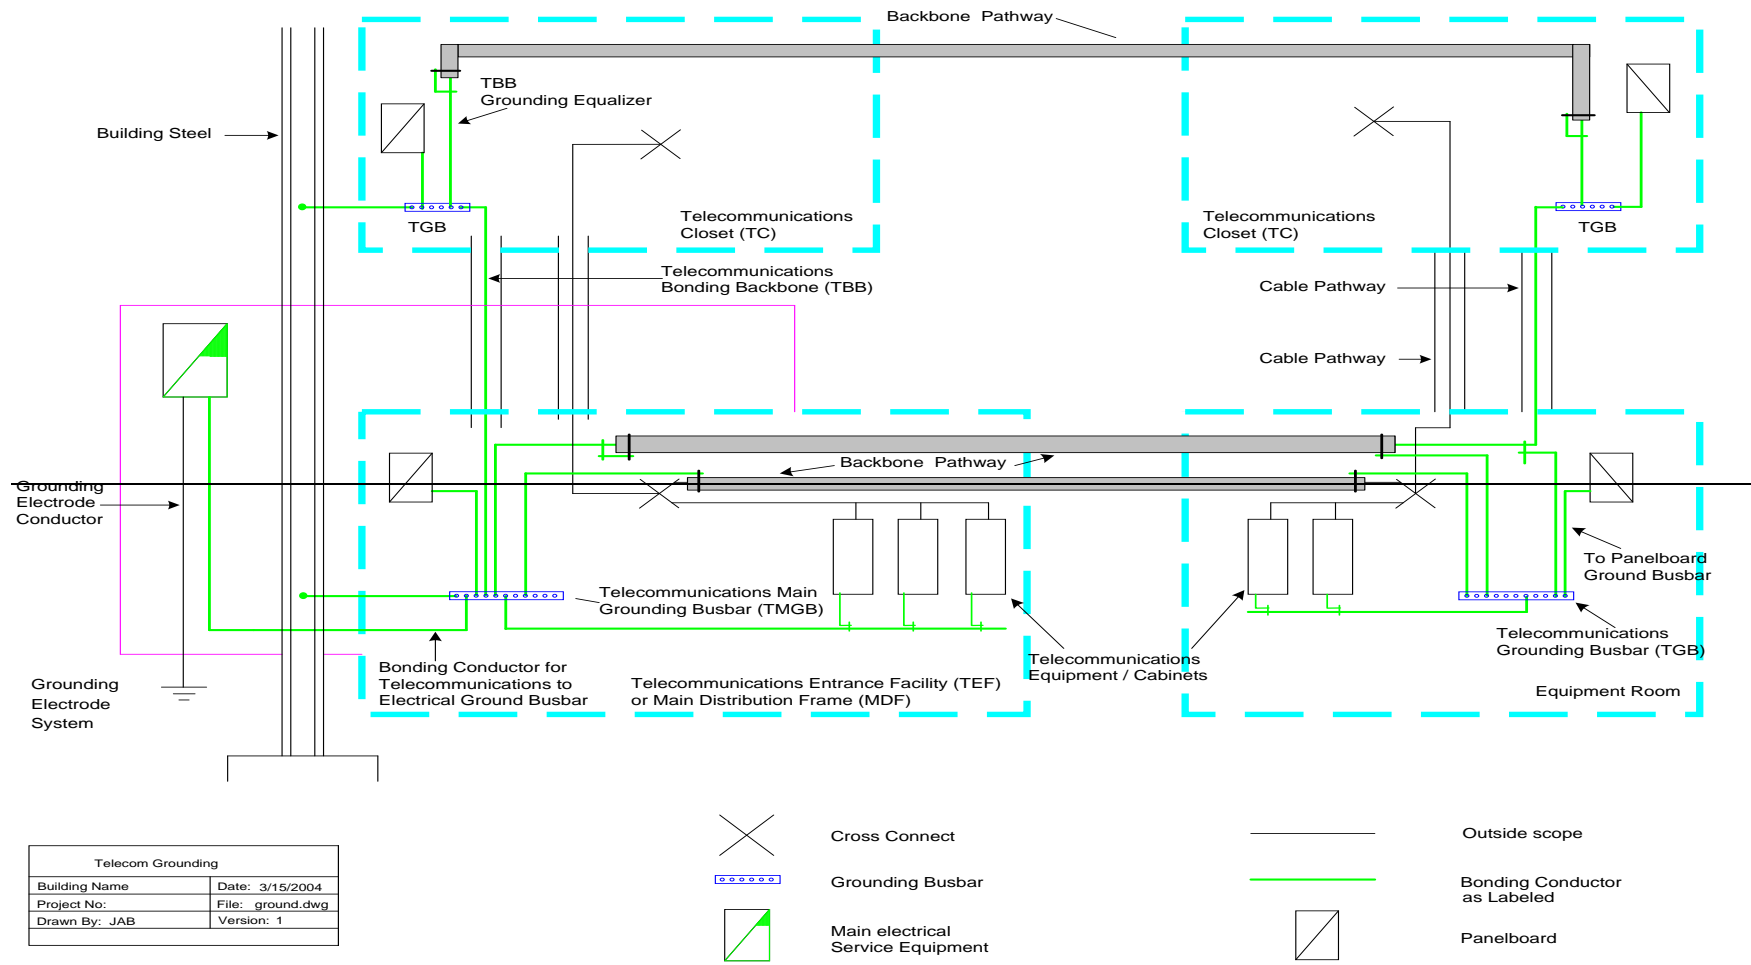 Backbone  Pathway
TBB
Grounding Equalizer
Building Steel
Telecommunications
Closet (TC)
TGB
Telecommunications
Closet (TC)
TGB
Telecommunications
Bonding Backbone (TBB)
Cable Pathway
Cable Pathway
Backbone  Pathway
Grounding
Electrode
Conductor
To Panelboard
Ground Busbar
Telecommunications Main
Grounding Busbar (TMGB)
Telecommunications
Grounding Busbar (TGB)
Telecommunications
Equipment / Cabinets
Bonding Conductor for
Telecommunications to
Electrical Ground Busbar
Telecommunications Entrance Facility (TEF)
or Main Distribution Frame (MDF)
Equipment Room
Grounding
Electrode
System
Cross Connect
Outside scope
Grounding Busbar
Bonding Conductor
as Labeled
Main electrical
Service Equipment
Panelboard
Telecom Grounding
Building Name
Date: 3/15/2004
Project No:
File: ground.dwg
Drawn By: JAB
Version: 1